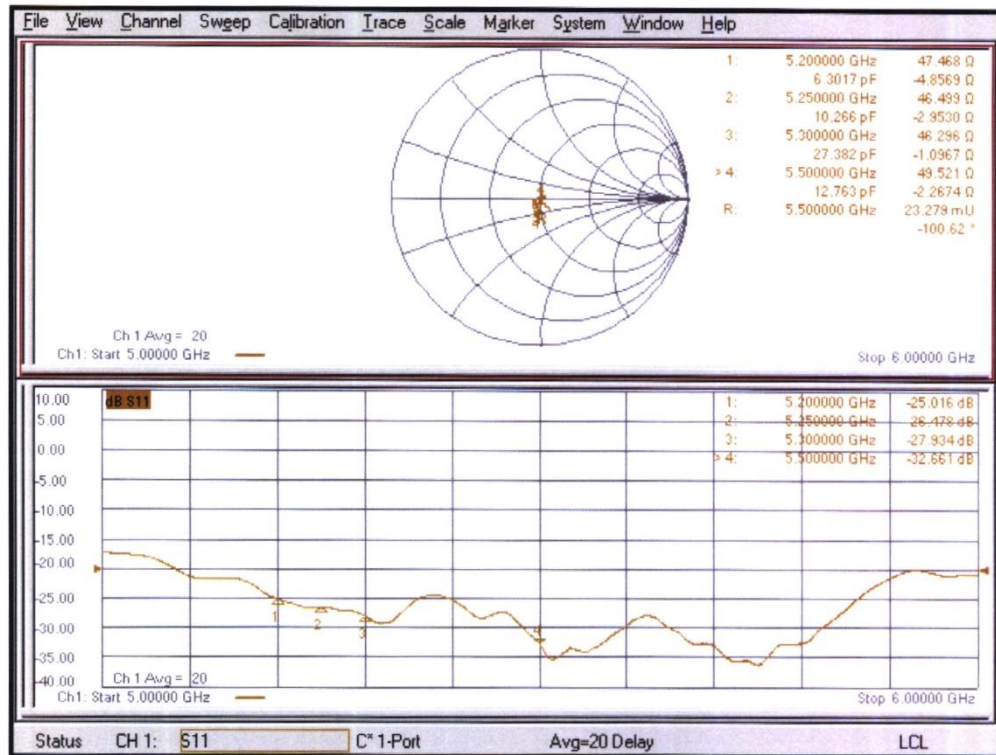 File View Channel Sweep Calibration Trace Scale Marker System Window Help
1: 5.200000 GHz 47.468 Ω
6.3017 pF -4.8569 Ω
2: 5.250000 GHz 46.499 Ω
10.266 pF -2.9530 Ω
3: 5.300000 GHz 46.296 Ω
27.382 pF -1.0967 Ω
> 4: 5.500000 GHz 49.521 Ω
12.763 pF -2.2674 Ω
R: 5.500000 GHz 23.279 mU
-100.62 °
Ch 1 Avg = 20
Ch1: Start 5.00000 GHz
Stop 6.00000 GHz
dB S11
10.00
5.00
0.00
-5.00
-10.00
-15.00
-20.00
-25.00
-30.00
-35.00
-40.00
1: 5.200000 GHz -25.016 dB
2: 5.250000 GHz -26.478 dB
3: 5.300000 GHz -27.934 dB
> 4: 5.500000 GHz -32.661 dB
1
2
3
4
Ch 1 Avg = 20
Ch1: Start 5.00000 GHz
Stop 6.00000 GHz
Status CH 1: S11 C* 1-Port Avg=20 Delay LCL